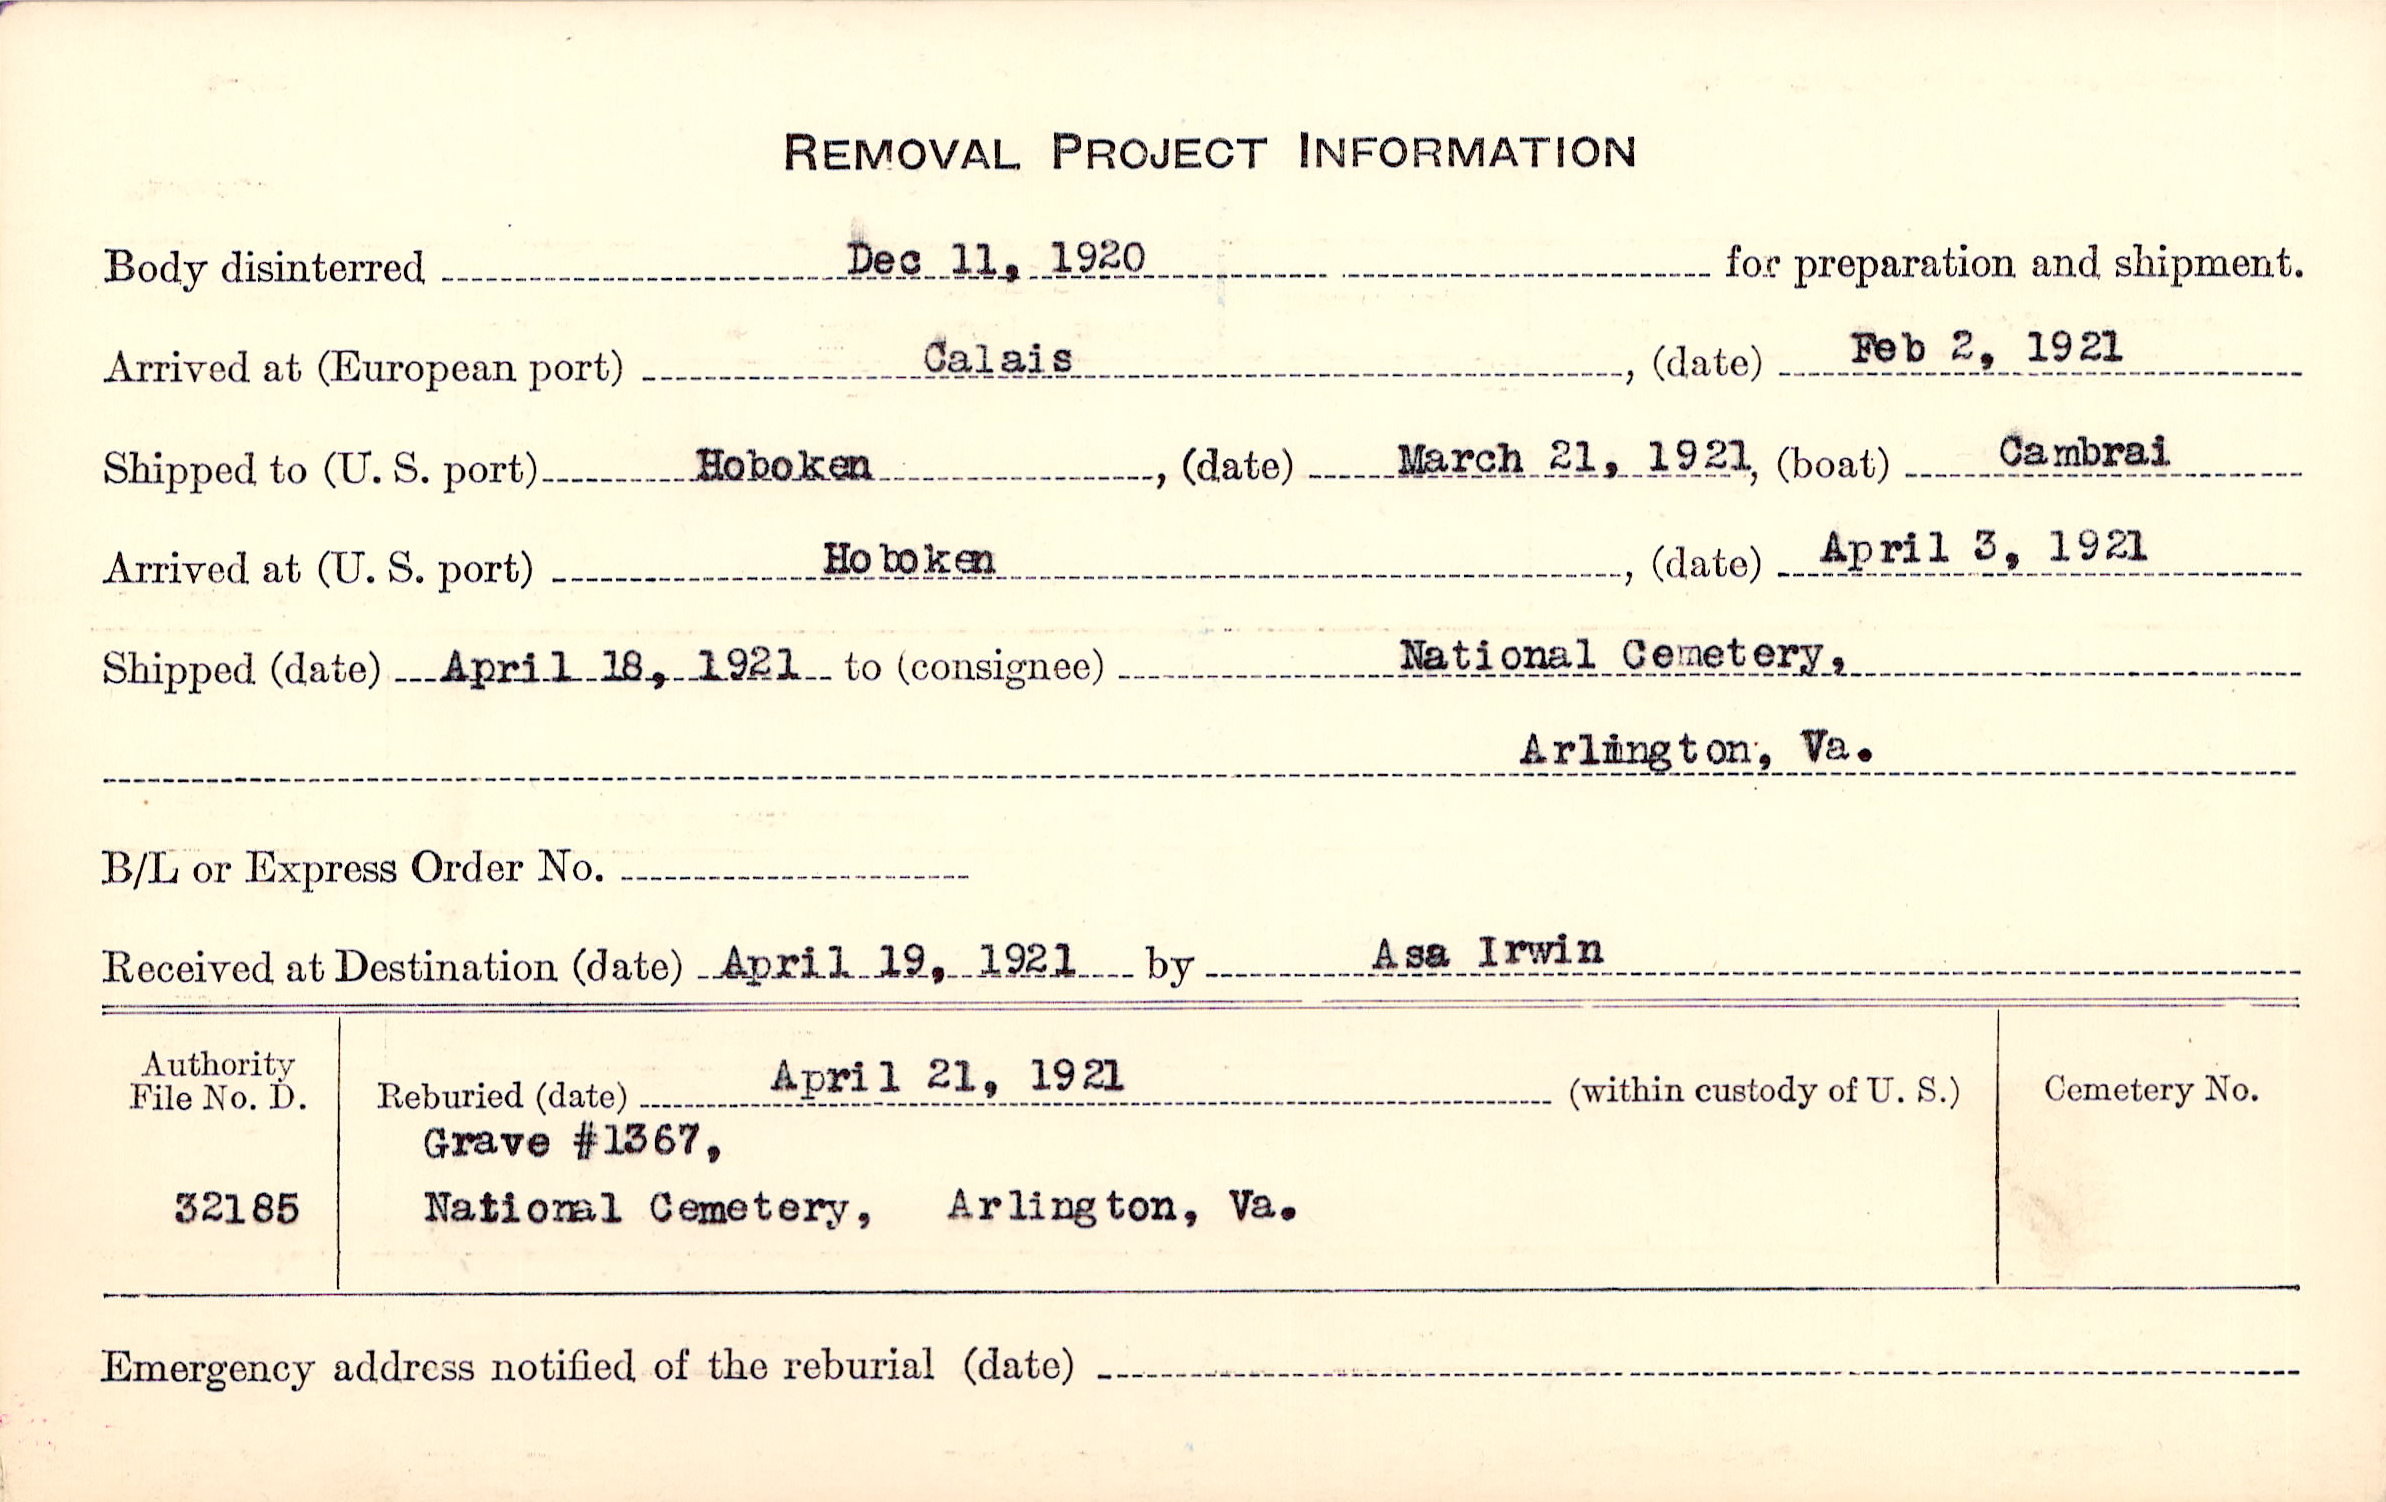 REMOVAL PROJECT INFORMATION
Body disinterred Dec 11, 1920 for preparation and shipment.
Arrived at (European port) Calais, (date) Feb 2, 1921
Shipped to (U. S. port) Hoboken, (date) March 21, 1921, (boat) Cambrai
Arrived at (U. S. port) Hoboken, (date) April 3, 1921
Shipped (date) April 18, 1921 to (consignee) National Cemetery,
Arlington, Va.
B/L or Express Order No.
Received at Destination (date) April 19, 1921 by Asa Irwin
Authority
File No. D.
32185
Reburied (date) April 21, 1921 (within custody of U. S.)
Grave #1367,
National Cemetery, Arlington, Va.
Cemetery No.
Emergency address notified of the reburial (date)